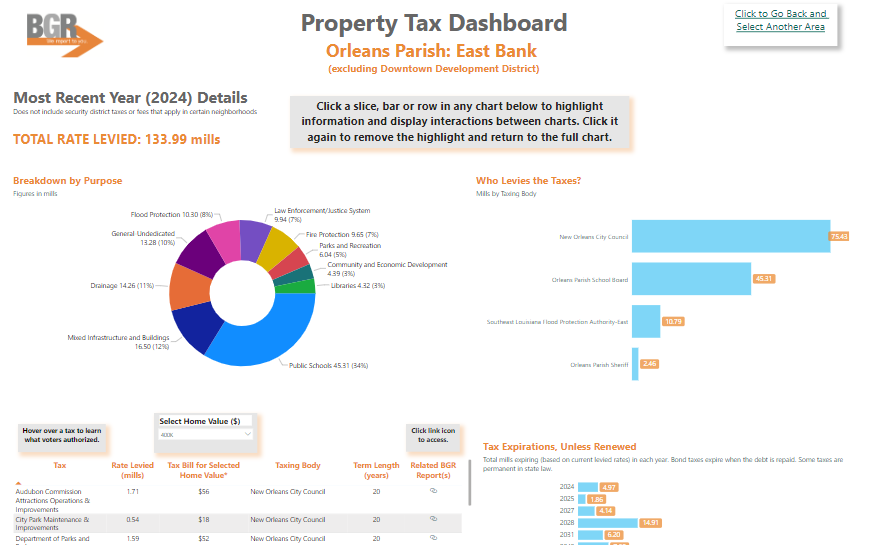 BGR
Property Tax Dashboard
Click to Go Back and
Select Another Area
Orleans Parish: East Bank
(excluding Downtown Development District)
Most Recent Year (2024) Details
Does not include security district taxes or fees that apply in certain neighborhoods
TOTAL RATE LEVIED: 133.99 mills
Click a slice, bar or row in any chart below to highlight
information and display interactions between charts. Click it
again to remove the highlight and return to the full chart.
Breakdown by Purpose
Figures in mills
Flood Protection 10.30 (8%)
Law Enforcement/Justice System
9.94 (7%)
General- Undedicated
13.28 (10%)
Fire Protection 9.65 (7%)
Parks and Recreation
6.04 (5%)
Community and Economic Development
4.39 (3%)
Drainage 14.26 (11%)
Libraries 4.32 (3%)
Mixed Infrastructure and Buildings
16.50 (12%)
Public Schools 45.31 (34%)
Who Levies the Taxes?
Mills by Taxing Body
New Orleans City Council 75.43
Orleans Parish School Board 45.31
Southeast Louisiana Flood Protection Authority-East 10.79
Orleans Parish Sheriff 2.46
Hover over a tax to learn
what voters authorized.
Select Home Value ($)
400K
Click link icon
to access.
Tax Rate Levied (mills) Tax Bill for Selected Home Value* Taxing Body Term Length (years) Related BGR Report(s)
Audubon Commission 1.71 $56 New Orleans City Council 20
Attractions Operations &
Improvements
City Park Maintenance & 0.54 $18 New Orleans City Council 20
Improvements
Department of Parks and 1.59 $52 New Orleans City Council 20
Tax Expirations, Unless Renewed
Total mills expiring (based on current levied rates) in each year. Bond taxes expire when the debt is repaid. Some taxes are
permanent in state law.
2024 4.97
2025 1.86
2027 4.14
2028 14.91
2031 6.20